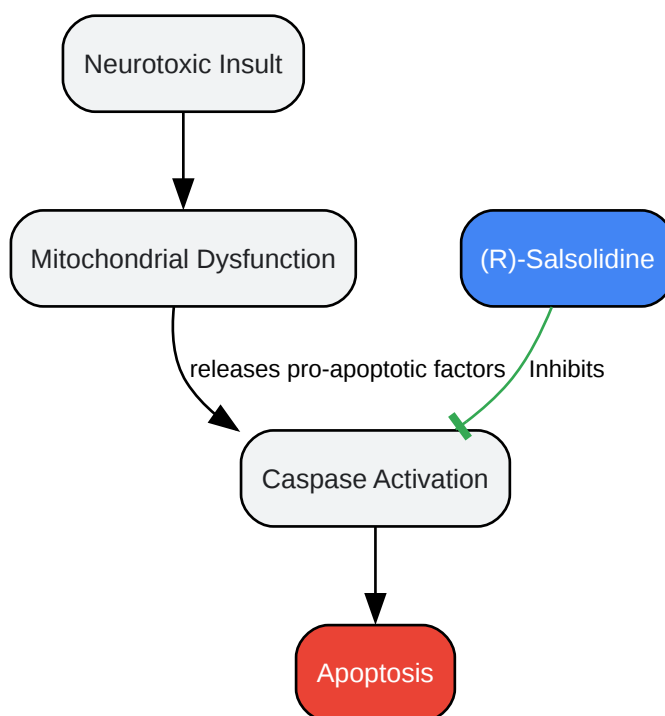 Neurotoxic Insult
Mitochondrial Dysfunction
(R)-Salsolidine
releases pro-apoptotic factors
Inhibits
Caspase Activation
Apoptosis